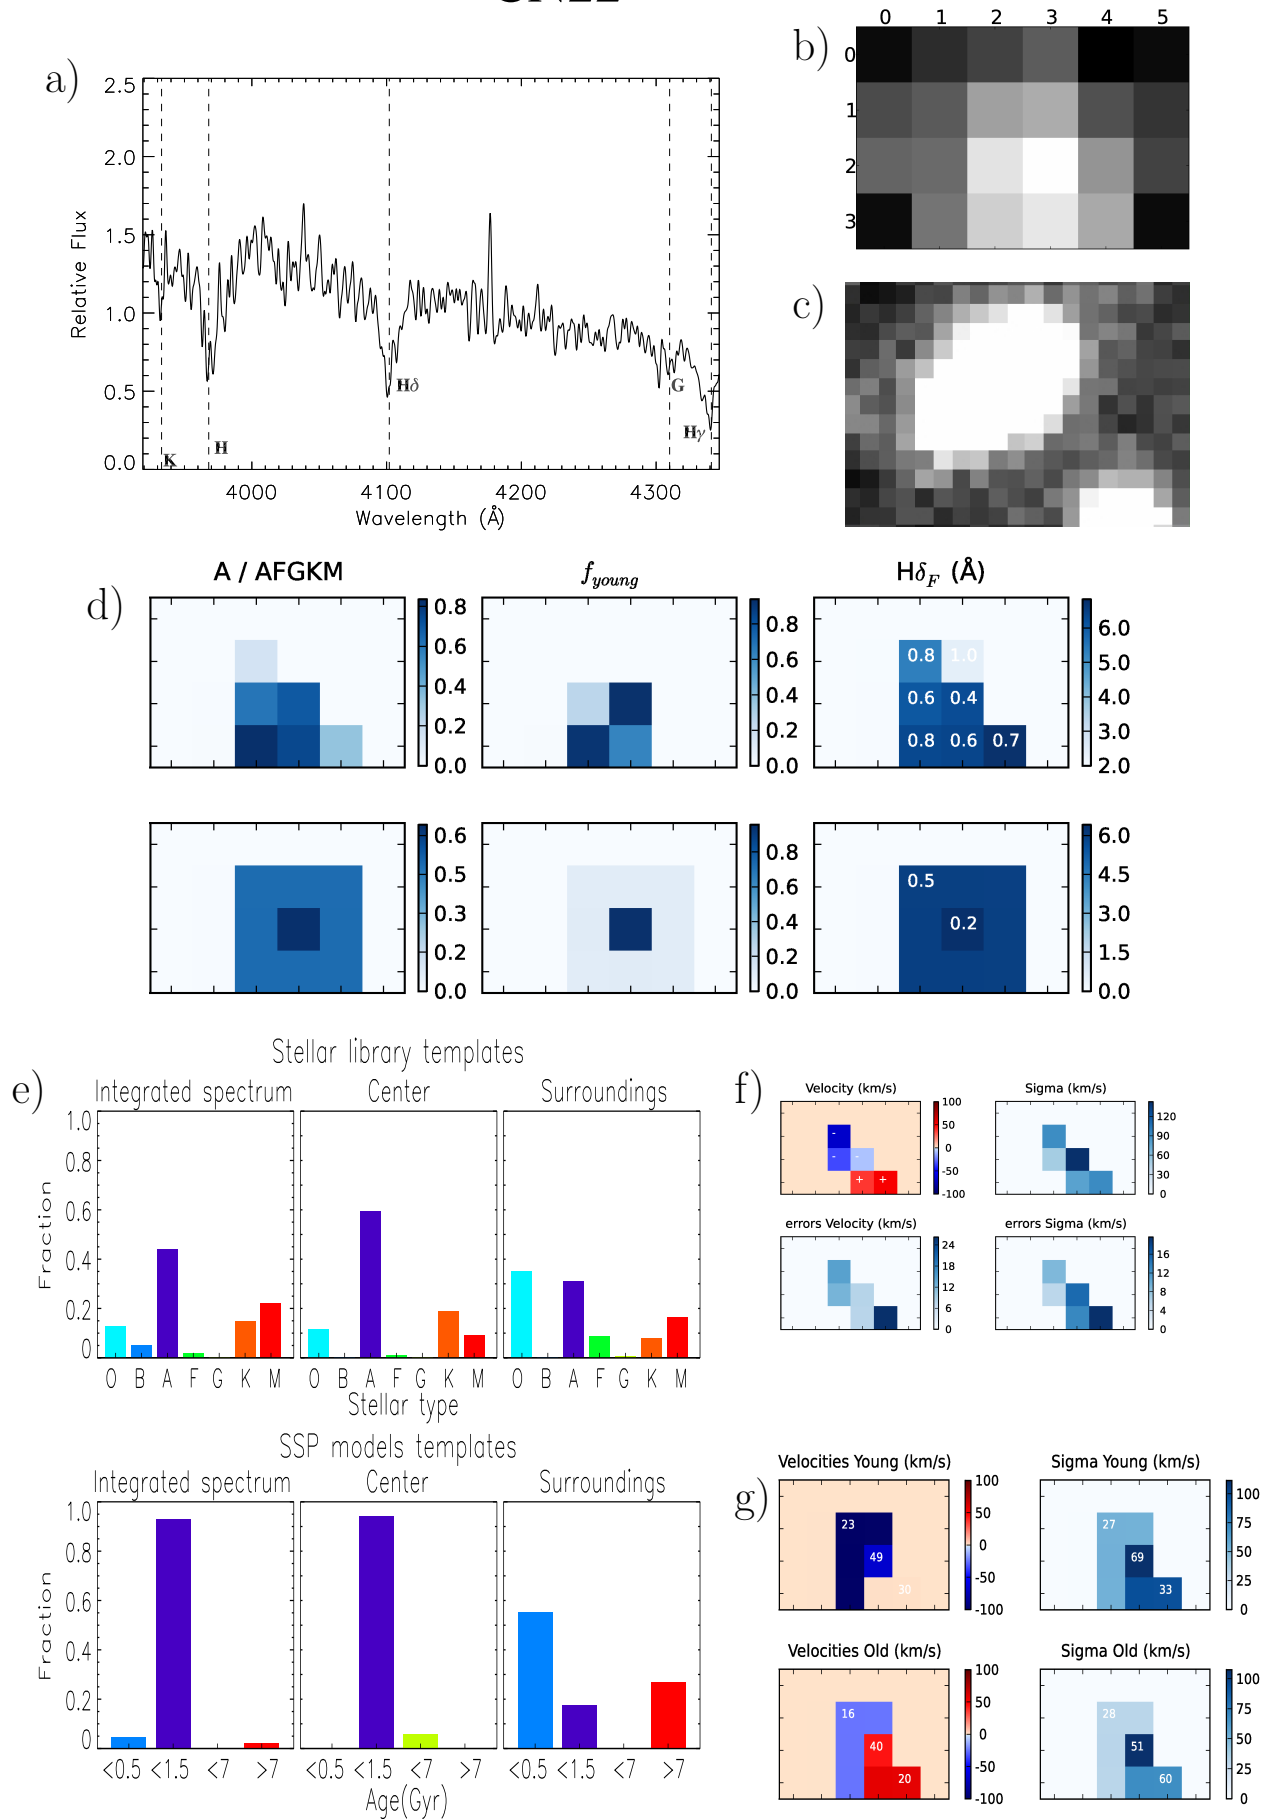 a)
2.5
2.0
1.5
1.0
0.5
0.0
Relative Flux
K
H
Hδ
G
Hγ
4000 4100 4200 4300
Wavelength (Å)
b)
0 1 2 3 4 5
0
1
2
3
c)
d)
A / AFGKM
0.8
0.6
0.4
0.2
0.0
f_young
0.8
0.6
0.4
0.2
0.0
Hδ_F (Å)
0.8 1.0
0.6 0.4
0.8 0.6 0.7
6.0
5.0
4.0
3.0
2.0
0.6
0.5
0.3
0.2
0.0
0.8
0.6
0.4
0.2
0.0
0.5
0.2
6.0
4.5
3.0
1.5
0.0
e)
Stellar library templates
Integrated spectrum Center Surroundings
1.0
0.8
0.6
0.4
0.2
0
Fraction
O B A F G K M O B A F G K M O B A F G K M
Stellar type
SSP models templates
Integrated spectrum Center Surroundings
1.0
0.8
0.6
0.4
0.2
0
Fraction
<0.5 <1.5 <7 >7 <0.5 <1.5 <7 >7 <0.5 <1.5 <7 >7
Age(Gyr)
f)
Velocity (km/s)
-
- -
+ +
100
50
0
-50
-100
Sigma (km/s)
120
90
60
30
0
errors Velocity (km/s)
24
18
12
6
0
errors Sigma (km/s)
16
12
8
4
0
g)
Velocities Young (km/s)
23
49
30
100
50
0
-50
-100
Sigma Young (km/s)
27
69
33
100
75
50
25
0
Velocities Old (km/s)
16
40
20
100
50
0
-50
-100
Sigma Old (km/s)
28
51
60
100
75
50
25
0